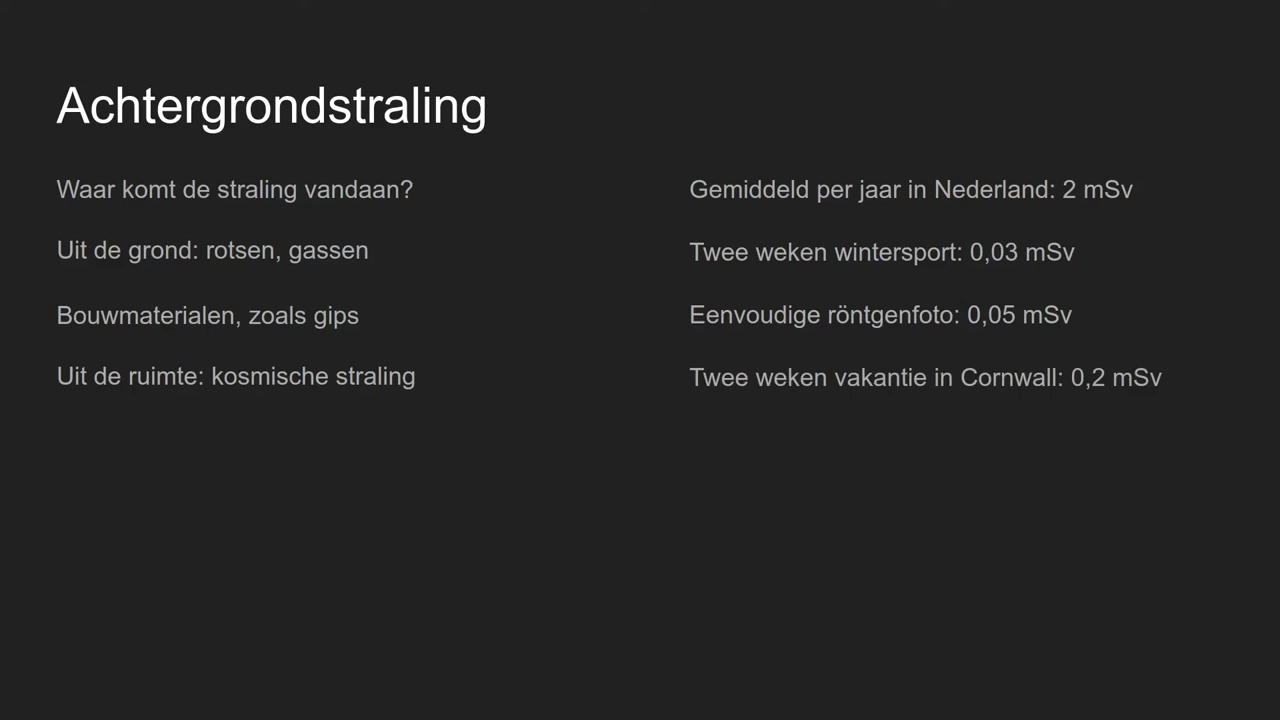 Achtergrondstraling
Waar komt de straling vandaan?
Uit de grond: rotsen, gassen
Bouwmaterialen, zoals gips
Uit de ruimte: kosmische straling
Gemiddeld per jaar in Nederland: 2 mSv
Twee weken wintersport: 0,03 mSv
Eenvoudige röntgenfoto: 0,05 mSv
Twee weken vakantie in Cornwall: 0,2 mSv